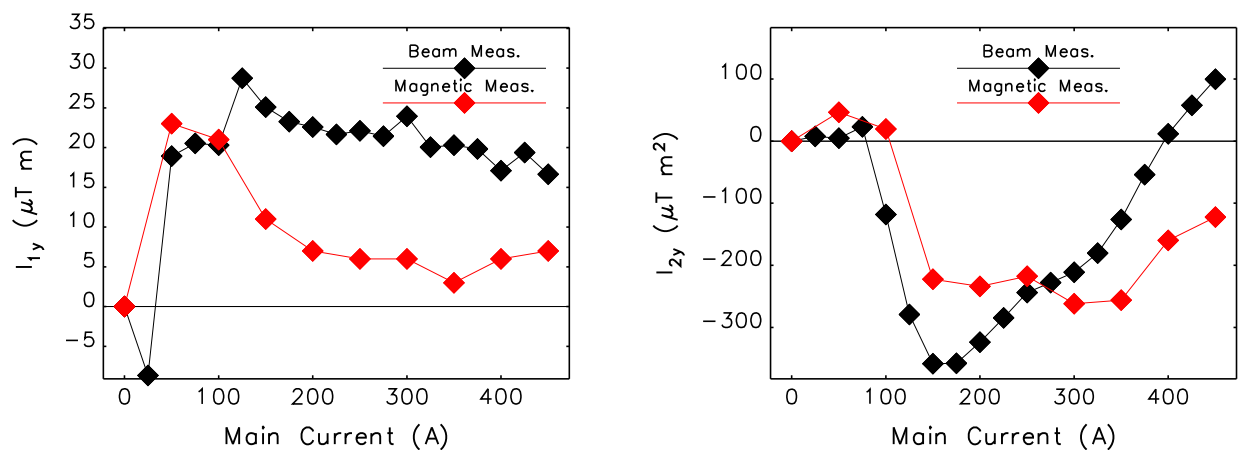 35
30
25
20
15
10
5
0
-5
I1y (μT m)
Beam Meas.
Magnetic Meas.
0 100 200 300 400
Main Current (A)
100
0
-100
-200
-300
I2y (μT m²)
Beam Meas.
Magnetic Meas.
0 100 200 300 400
Main Current (A)